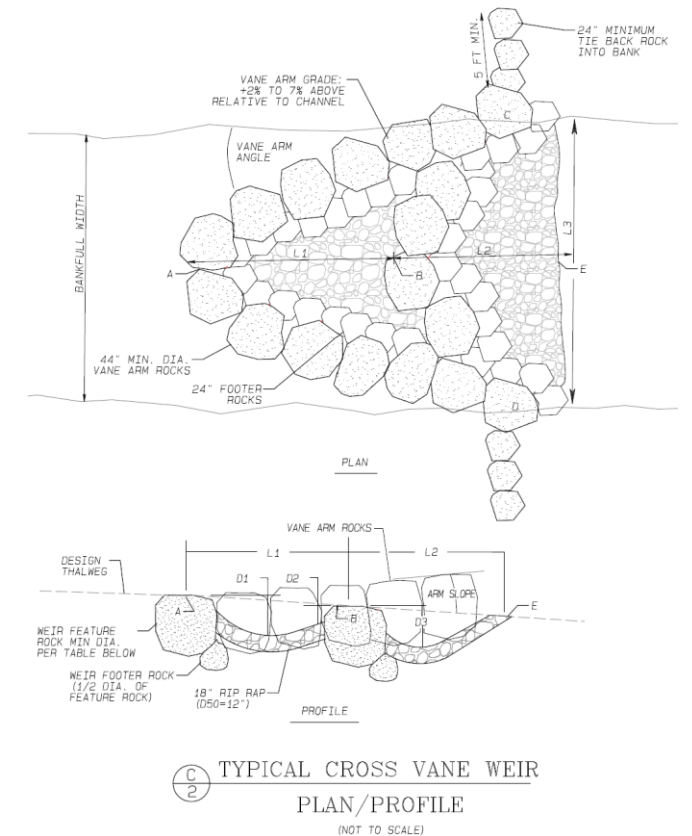 24" MINIMUM
TIE BACK ROCK
INTO BANK
5 FT MIN.
VANE ARM GRADE:
+2% TO 7% ABOVE
RELATIVE TO CHANNEL
C
VANE ARM
ANGLE
BANKFULL WIDTH
L1
L2
L3
A
B
E
44" MIN. DIA.
VANE ARM ROCKS
24" FOOTER
ROCKS
D
PLAN
VANE ARM ROCKS
L1
L2
DESIGN
THALWEG
D1
D2
ARM SLOPE
A
B
E
D3
WEIR FEATURE
ROCK MIN DIA.
PER TABLE BELOW
WEIR FOOTER ROCK
(1/2 DIA. OF
FEATURE ROCK)
18" RIP RAP
(D50=12")
PROFILE
C
2
TYPICAL CROSS VANE WEIR
PLAN/PROFILE
(NOT TO SCALE)